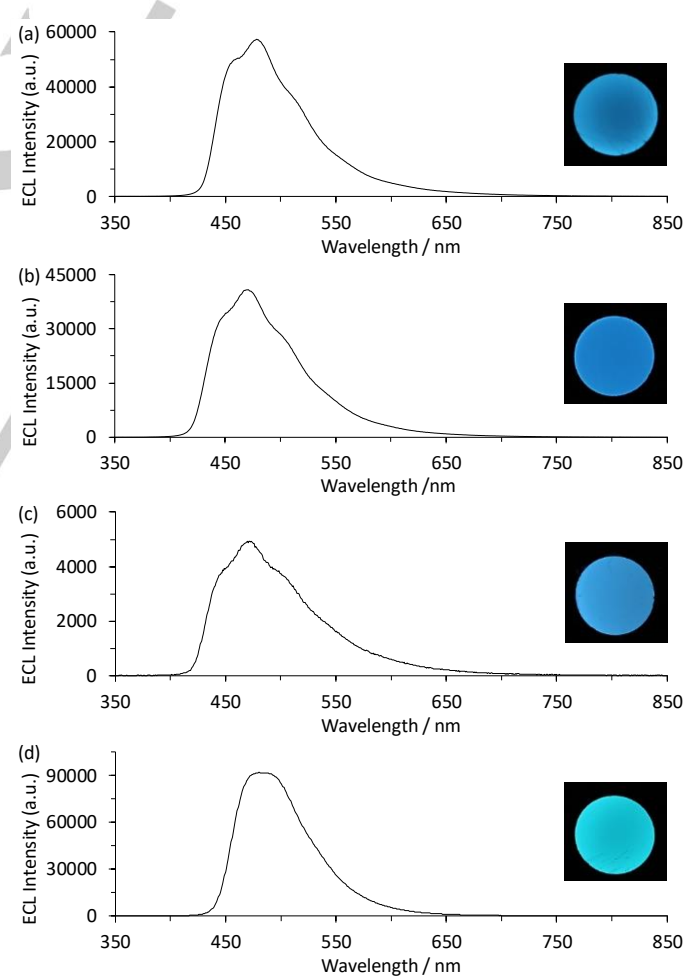 (a) 60000
40000
20000
0
ECL Intensity (a.u.)
350 450 550 650 750 850
Wavelength / nm
(b) 45000
30000
15000
0
ECL Intensity (a.u.)
350 450 550 650 750 850
Wavelength /nm
(c) 6000
4000
2000
0
ECL Intensity (a.u.)
350 450 550 650 750 850
Wavelength / nm
(d)
90000
60000
30000
0
ECL Intensity (a.u.)
350 450 550 650 750 850
Wavelength / nm